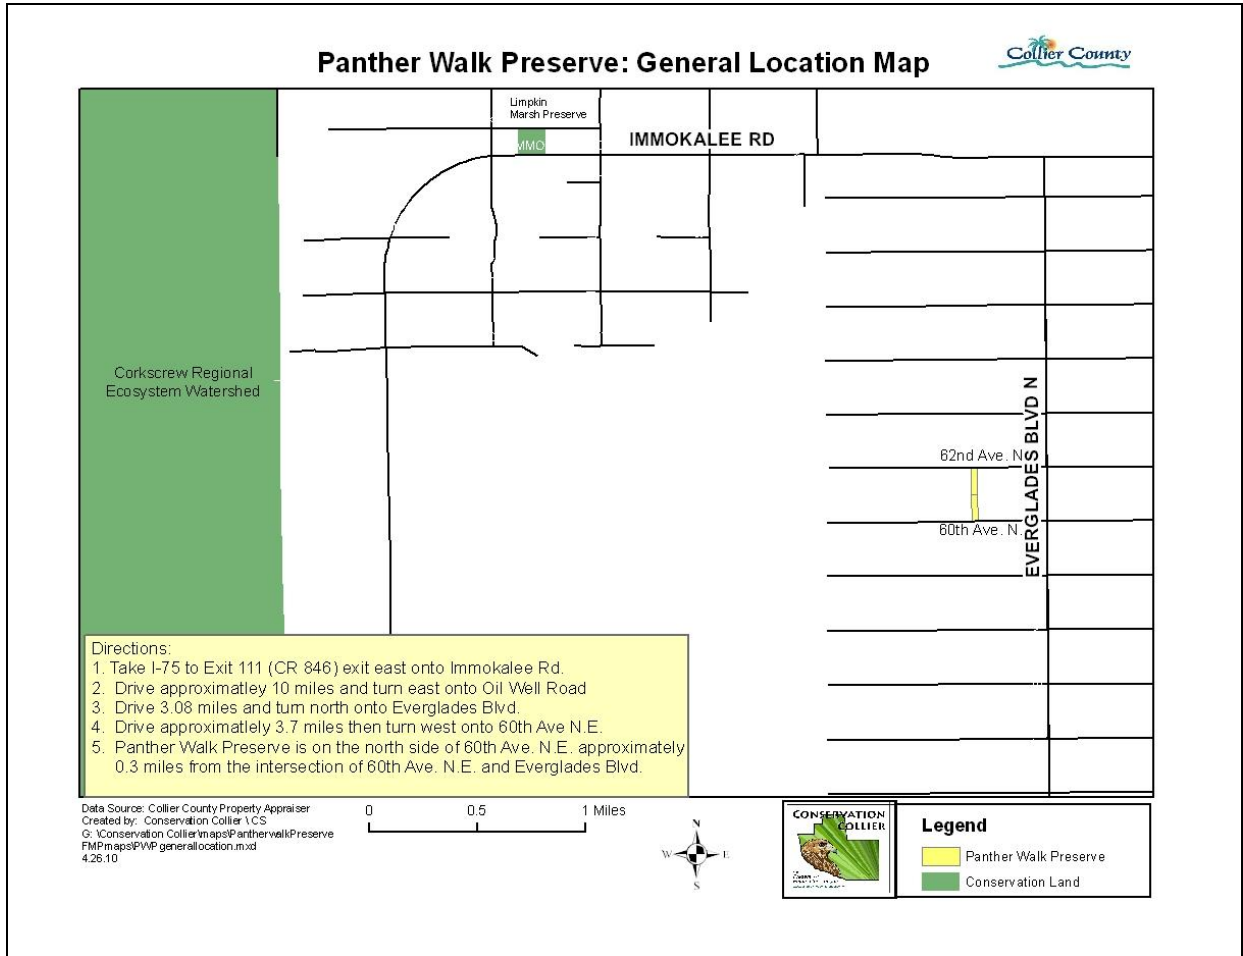 Panther Walk Preserve: General Location Map
Collier County
Limpkin
Marsh Preserve
IMMO
IMMOKALEE RD
Corkscrew Regional
Ecosystem Watershed
EVERGLADES BLVD N
62nd Ave. N
60th Ave. N.
Directions:
1. Take I-75 to Exit 111 (CR 846) exit east onto Immokalee Rd.
2. Drive approximatley 10 miles and turn east onto Oil Well Road
3. Drive 3.08 miles and turn north onto Everglades Blvd.
4. Drive approximatlely 3.7 miles then turn west onto 60th Ave N.E.
5. Panther Walk Preserve is on the north side of 60th Ave. N.E. approximately
0.3 miles from the intersection of 60th Ave. N.E. and Everglades Blvd.
Data Source: Collier County Property Appraiser
Created by: Conservation Collier \ CS
G: \Conservation Collier\maps\PantherwalkPreserve
FMPmaps\PWPgenerallocation.mxd
4.26.10
0 0.5 1 Miles
N
W E
S
CONSERVATION
COLLIER
Legend
Panther Walk Preserve
Conservation Land